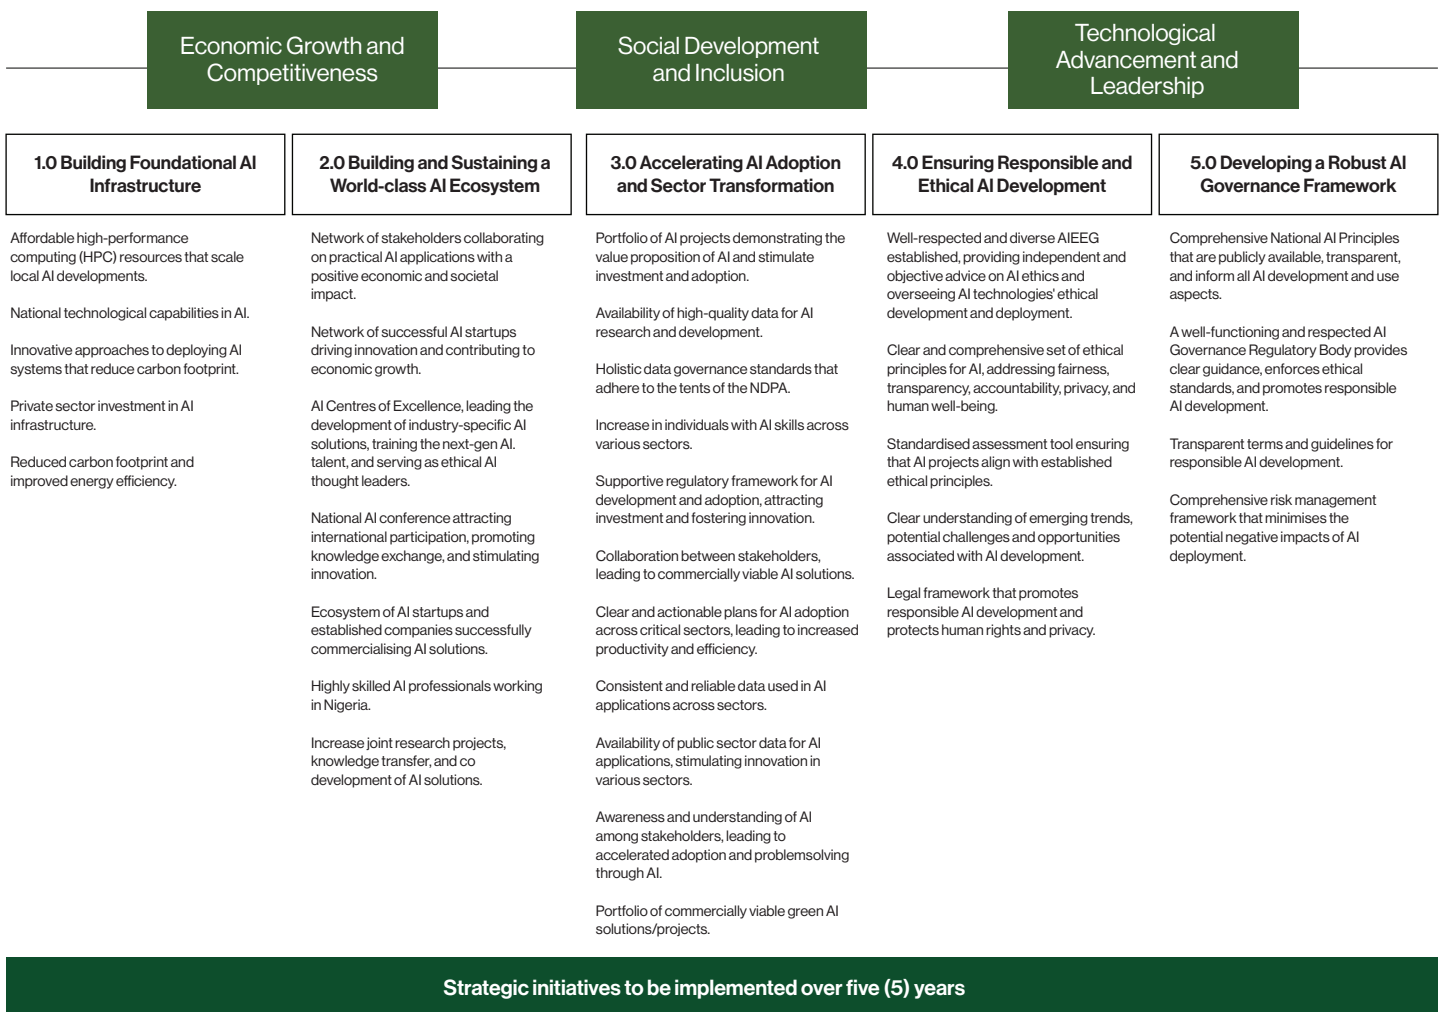 Economic Growth and
Competitiveness
Social Development
and Inclusion
Technological
Advancement and
Leadership
1.0 Building Foundational AI
Infrastructure
2.0 Building and Sustaining a
World-class AI Ecosystem
3.0 Accelerating AI Adoption
and Sector Transformation
4.0 Ensuring Responsible and
Ethical AI Development
5.0 Developing a Robust AI
Governance Framework
Affordable high-performance
computing (HPC) resources that scale
local AI developments.
National technological capabilities in AI.
Innovative approaches to deploying AI
systems that reduce carbon footprint.
Private sector investment in AI
infrastructure.
Reduced carbon footprint and
improved energy efficiency.
Network of stakeholders collaborating
on practical AI applications with a
positive economic and societal
impact.
Network of successful AI startups
driving innovation and contributing to
economic growth.
AI Centres of Excellence, leading the
development of industry-specific AI
solutions, training the next-gen AI.
talent, and serving as ethical AI
thought leaders.
National AI conference attracting
international participation, promoting
knowledge exchange, and stimulating
innovation.
Ecosystem of AI startups and
established companies successfully
commercialising AI solutions.
Highly skilled AI professionals working
in Nigeria.
Increase joint research projects,
knowledge transfer, and co
development of AI solutions.
Portfolio of AI projects demonstrating the
value proposition of AI and stimulate
investment and adoption.
Availability of high-quality data for AI
research and development.
Holistic data governance standards that
adhere to the tents of the NDPA.
Increase in individuals with AI skills across
various sectors.
Supportive regulatory framework for AI
development and adoption, attracting
investment and fostering innovation.
Collaboration between stakeholders,
leading to commercially viable AI solutions.
Clear and actionable plans for AI adoption
across critical sectors, leading to increased
productivity and efficiency.
Consistent and reliable data used in AI
applications across sectors.
Availability of public sector data for AI
applications, stimulating innovation in
various sectors.
Awareness and understanding of AI
among stakeholders, leading to
accelerated adoption and problemsolving
through AI.
Portfolio of commercially viable green AI
solutions/projects.
Well-respected and diverse AIEEG
established, providing independent and
objective advice on AI ethics and
overseeing AI technologies' ethical
development and deployment.
Clear and comprehensive set of ethical
principles for AI, addressing fairness,
transparency, accountability, privacy, and
human well-being.
Standardised assessment tool ensuring
that AI projects align with established
ethical principles.
Clear understanding of emerging trends,
potential challenges and opportunities
associated with AI development.
Legal framework that promotes
responsible AI development and
protects human rights and privacy.
Comprehensive National AI Principles
that are publicly available, transparent,
and inform all AI development and use
aspects.
A well-functioning and respected AI
Governance Regulatory Body provides
clear guidance, enforces ethical
standards, and promotes responsible
AI development.
Transparent terms and guidelines for
responsible AI development.
Comprehensive risk management
framework that minimises the
potential negative impacts of AI
deployment.
Strategic initiatives to be implemented over five (5) years